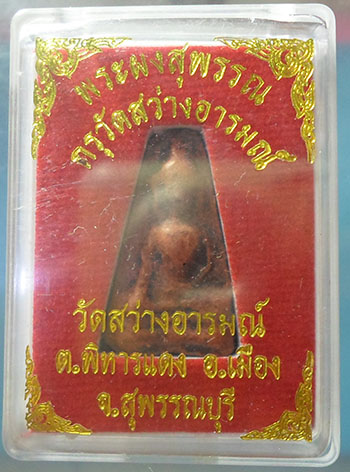 พระผงสุพรรณ
กรุวัดสว่างอารมณ์
วัดสว่างอารมณ์
ต.พิหารแดง อ.เมือง
จ.สุพรรณบุรี